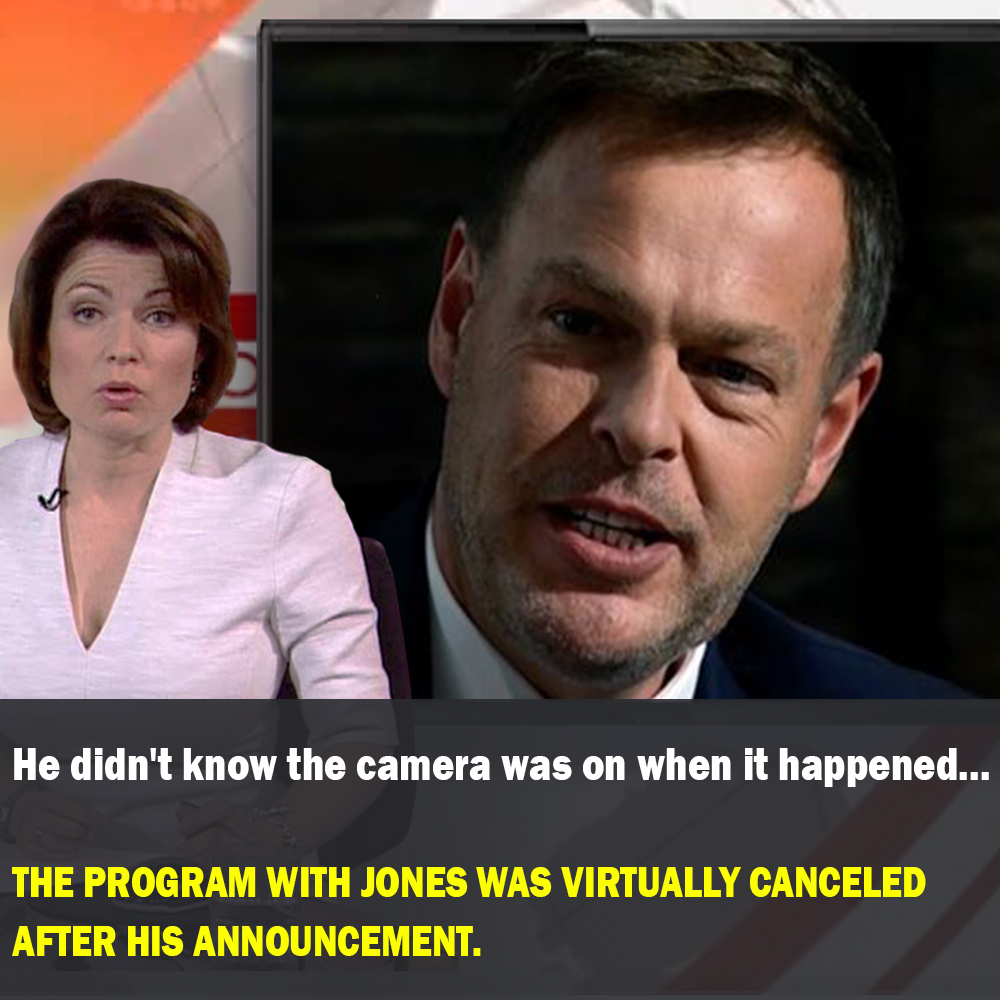 He didn't know the camera was on when it happened...
THE PROGRAM WITH JONES WAS VIRTUALLY CANCELED
AFTER HIS ANNOUNCEMENT.